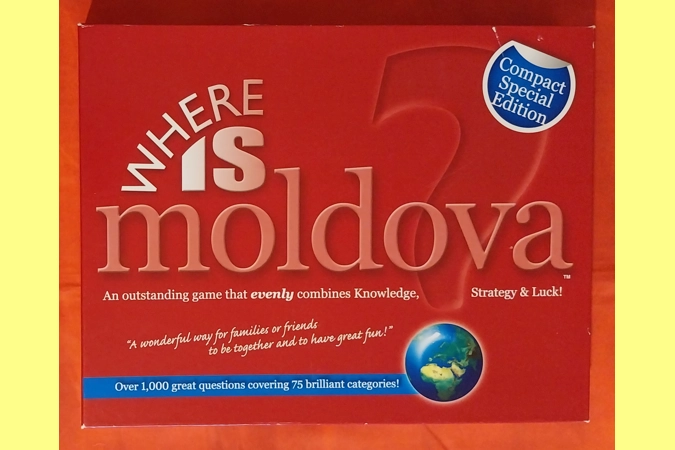 Compact
Special
Edition
WHERE
IS
moldova
TM
An outstanding game that evenly combines Knowledge, Strategy & Luck!
"A wonderful way for families or friends
to be together and to have great fun!"
Over 1,000 great questions covering 75 brilliant categories!